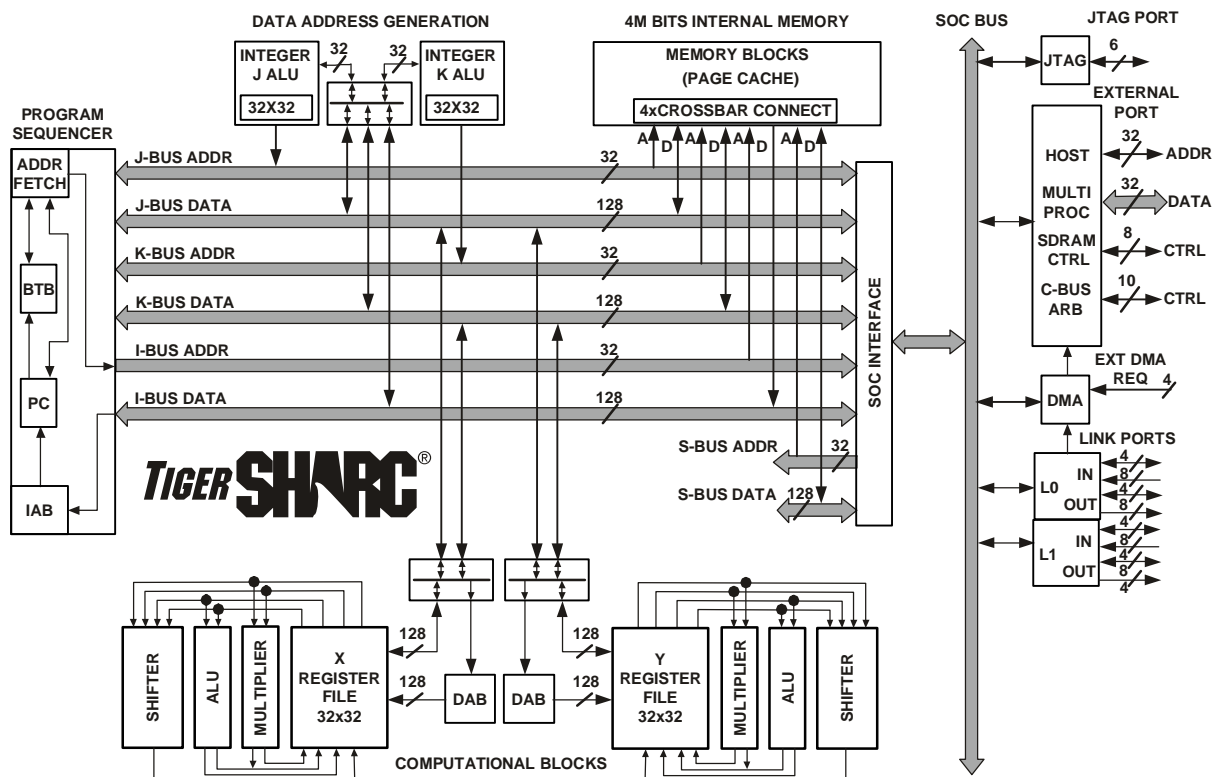 DATA ADDRESS GENERATION
4M BITS INTERNAL MEMORY
SOC BUS
JTAG PORT
INTEGER
J ALU
32X32
32
32
INTEGER
K ALU
32X32
MEMORY BLOCKS
(PAGE CACHE)
4xCROSSBAR CONNECT
A D A D A D A D
JTAG
6
PROGRAM
SEQUENCER
ADDR
FETCH
BTB
PC
IAB
J-BUS ADDR
32
J-BUS DATA
128
K-BUS ADDR
32
K-BUS DATA
128
I-BUS ADDR
32
I-BUS DATA
128
S-BUS ADDR
32
S-BUS DATA
128
SOC INTERFACE
EXTERNAL
PORT
HOST
32
ADDR
MULTI
PROC
32
DATA
SDRAM
CTRL
8
CTRL
C-BUS
ARB
10
CTRL
EXT DMA
REQ
4
DMA
LINK PORTS
L0
IN
OUT
4
8
4
8
L1
IN
OUT
4
8
4
8
4
TIGER SHARC®
SHIFTER
ALU
MULTIPLIER
X
REGISTER
FILE
32x32
128
128
DAB
DAB
128
128
Y
REGISTER
FILE
32x32
MULTIPLIER
ALU
SHIFTER
COMPUTATIONAL BLOCKS